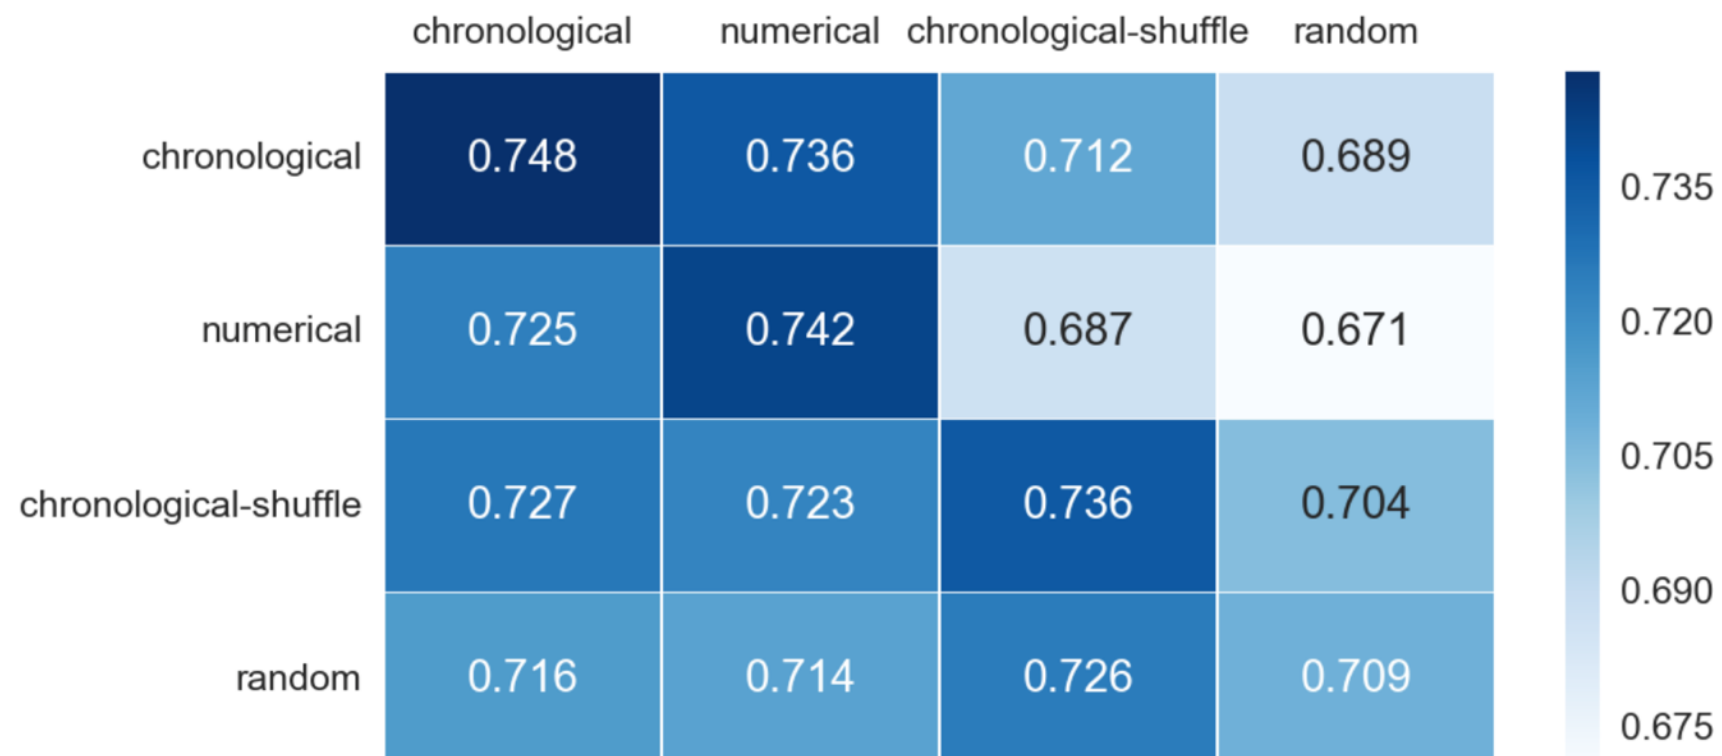 chronological numerical chronological-shuffle random
chronological 0.748 0.736 0.712 0.689
0.735
numerical 0.725 0.742 0.687 0.671
0.720
0.705
chronological-shuffle 0.727 0.723 0.736 0.704
0.690
random 0.716 0.714 0.726 0.709
0.675